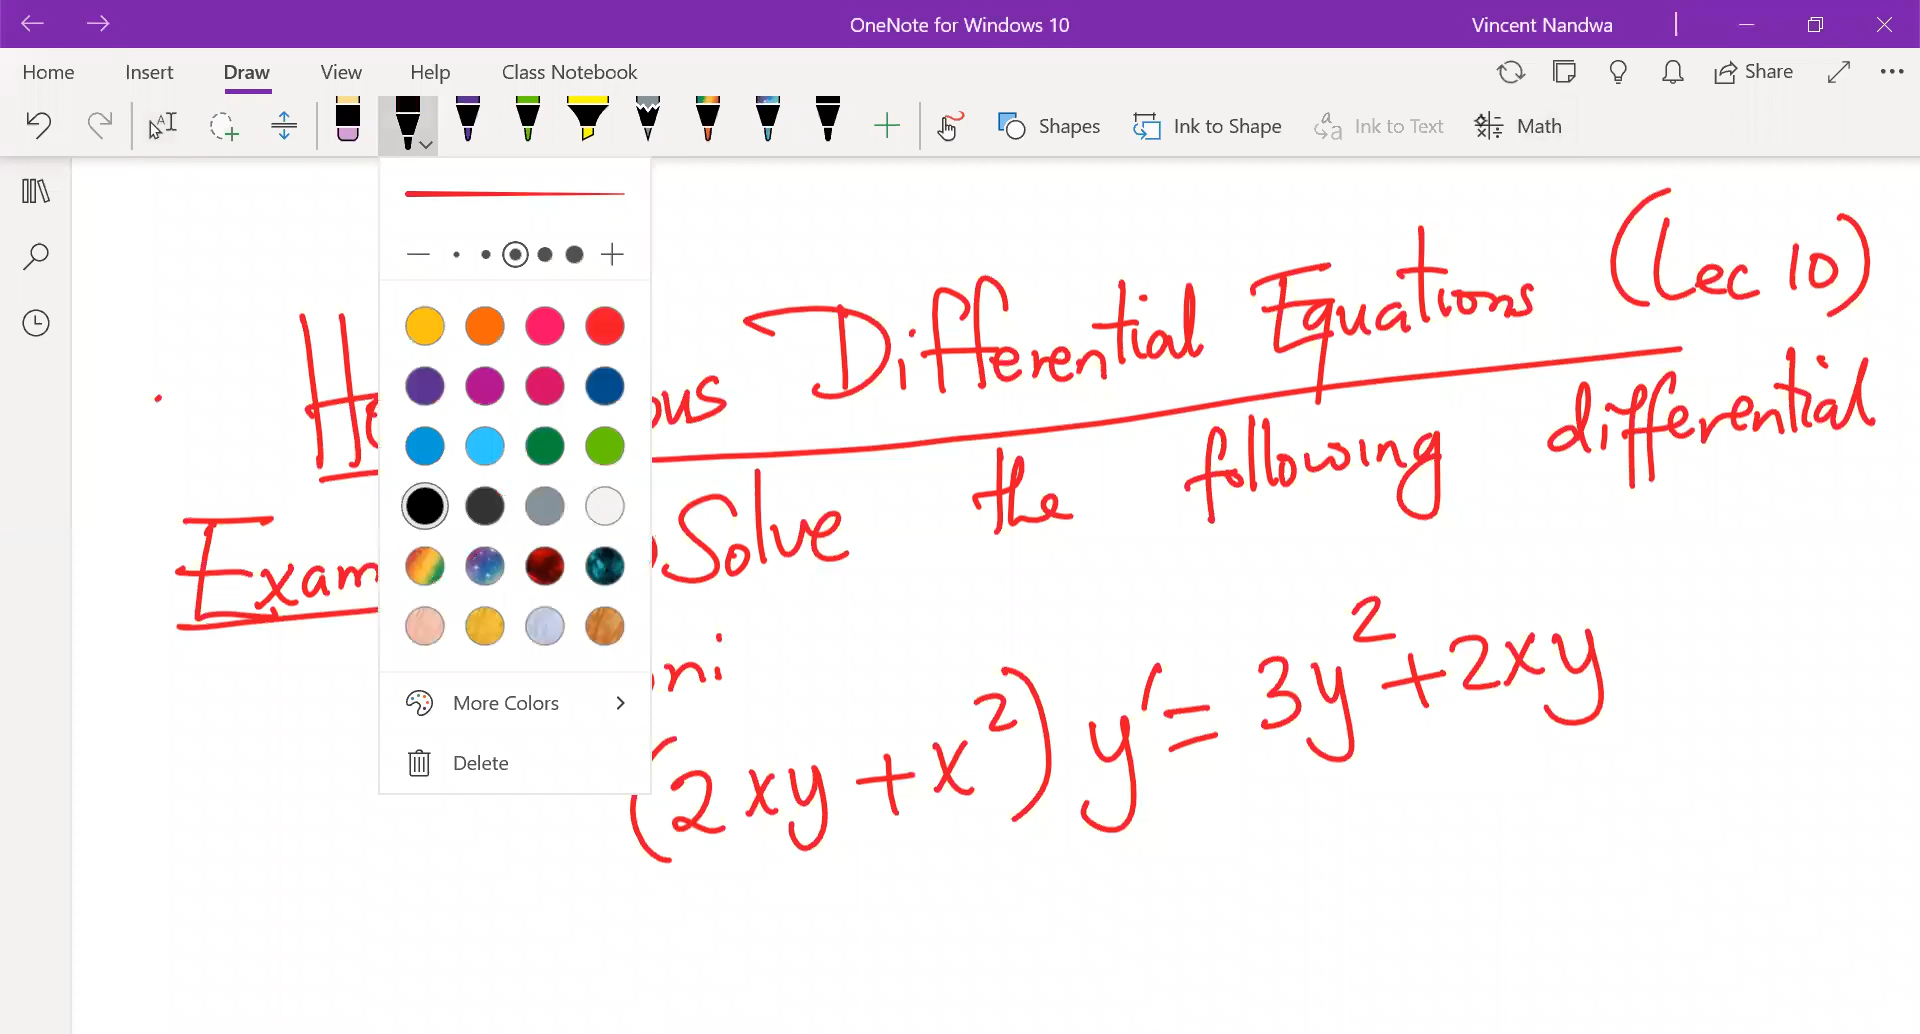 OneNote for Windows 10 Vincent Nandwa
Home Insert Draw View Help Class Notebook Share
Shapes Ink to Shape Ink to Text Math
(Lec 10)
Differential Equations
Solve the following differential
(2xy + x²) y' = 3y² + 2xy
More Colors
Delete